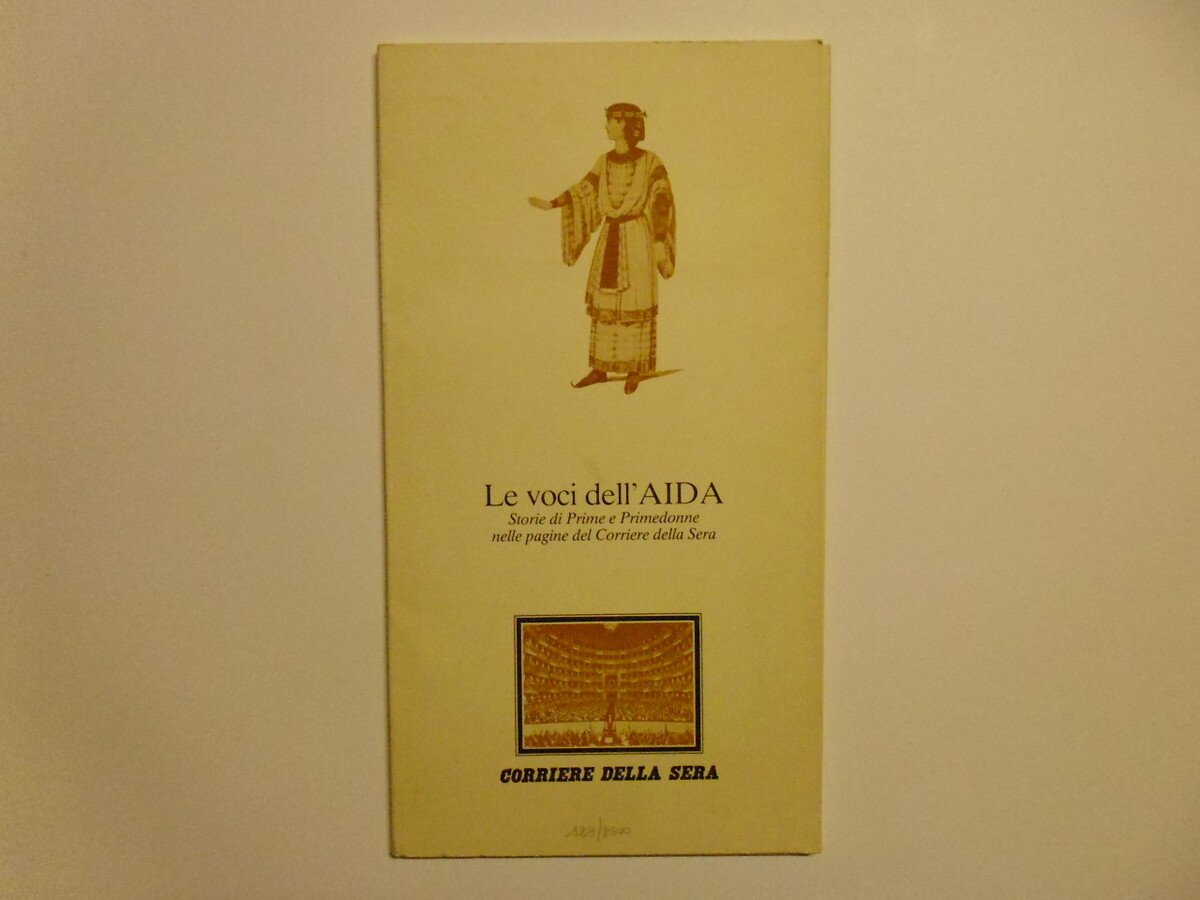 Le voci dell'AIDA
Storie di Prime e Primedonne
nelle pagine del Corriere della Sera
CORRIERE DELLA SERA